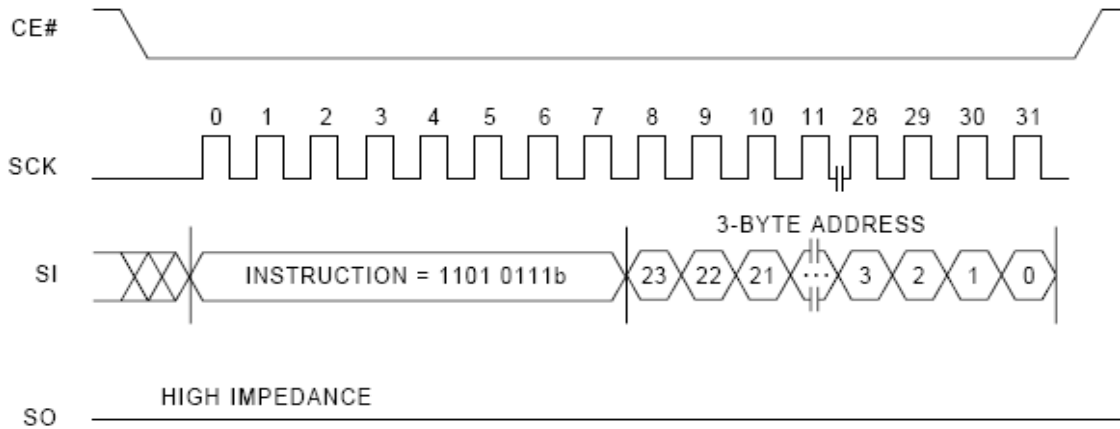 CE#
0 1 2 3 4 5 6 7 8 9 10 11 28 29 30 31
SCK
3-BYTE ADDRESS
SI INSTRUCTION = 1101 0111b 23 22 21 ... 3 2 1 0
HIGH IMPEDANCE
SO